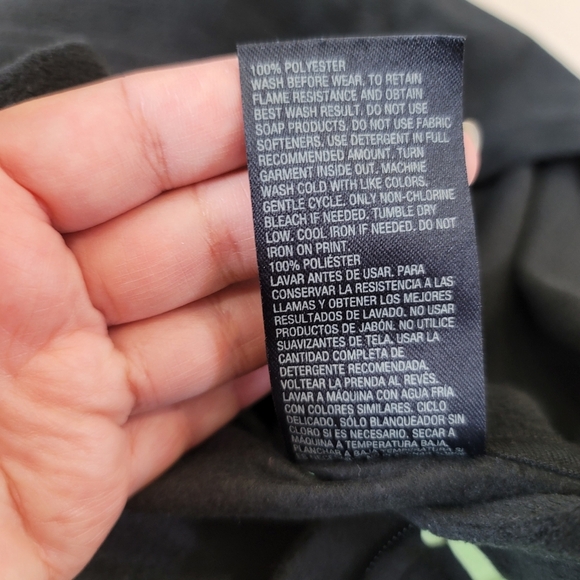 100% POLYESTER
WASH BEFORE WEAR, TO RETAIN
FLAME RESISTANCE AND OBTAIN
BEST WASH RESULT, DO NOT USE
SOAP PRODUCTS. DO NOT USE FABRIC
SOFTENERS. USE DETERGENT IN FULL
RECOMMENDED AMOUNT. TURN
GARMENT INSIDE OUT. MACHINE
WASH COLD WITH LIKE COLORS.
GENTLE CYCLE. ONLY NON-CHLORINE
BLEACH IF NEEDED. TUMBLE DRY
LOW. COOL IRON IF NEEDED. DO NOT
IRON ON PRINT.
100% POLIÉSTER
LAVAR ANTES DE USAR. PARA
CONSERVAR LA RESISTENCIA A LAS
LLAMAS Y OBTENER LOS MEJORES
RESULTADOS DE LAVADO. NO USAR
PRODUCTOS DE JABÓN. NO UTILICE
SUAVIZANTES DE TELA. USAR LA
CANTIDAD COMPLETA DE
DETERGENTE RECOMENDADA.
VOLTEAR LA PRENDA AL REVÉS.
LAVAR A MÁQUINA CON AGUA FRÍA
CON COLORES SIMILARES. CICLO
DELICADO. SÓLO BLANQUEADOR SIN
CLORO SI ES NECESARIO. SECAR A
MÁQUINA A TEMPERATURA BAJA.
PLANCHAR A BAJA TEMPERATURA SI